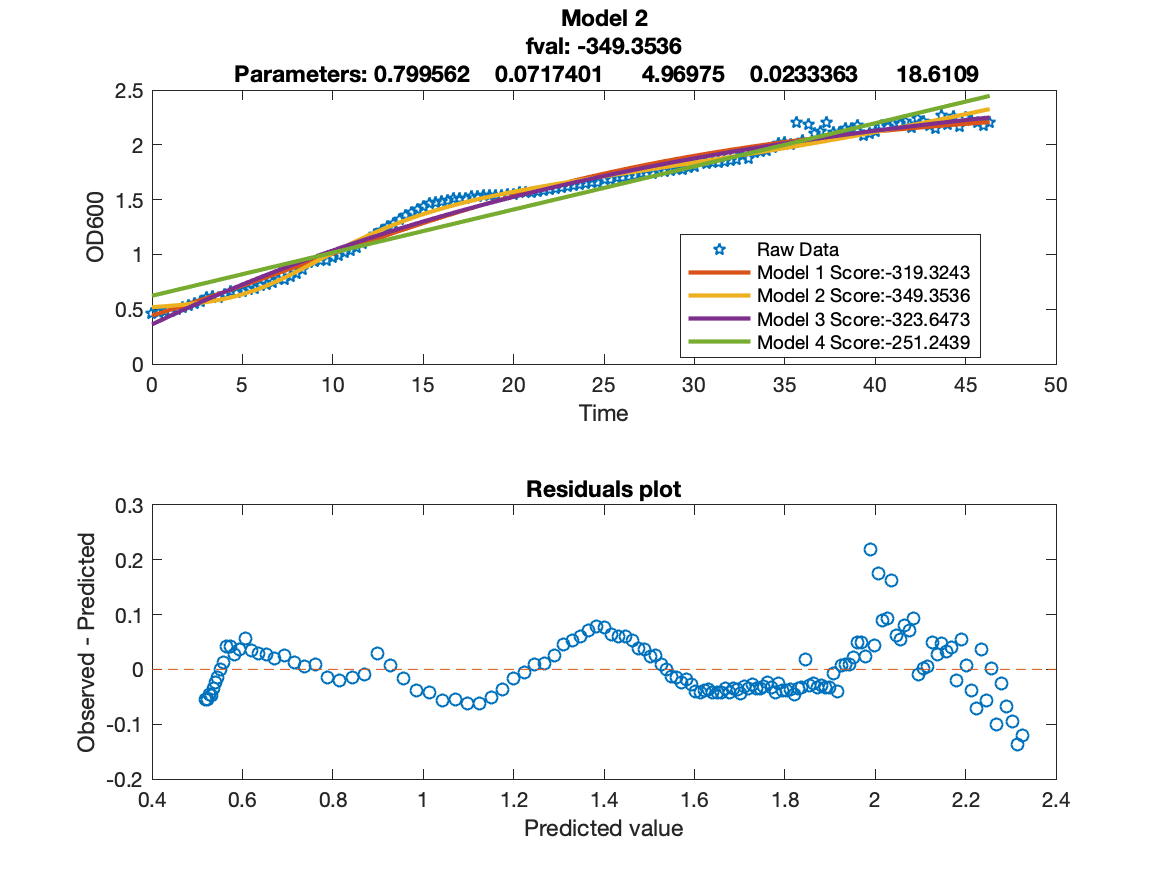 Model 2
fval: -349.3536
Parameters: 0.799562 0.0717401 4.96975 0.0233363 18.6109
2.5
2
1.5
1
0.5
0
OD600
Raw Data
Model 1 Score:-319.3243
Model 2 Score:-349.3536
Model 3 Score:-323.6473
Model 4 Score:-251.2439
0 5 10 15 20 25 30 35 40 45 50
Time
Residuals plot
0.3
0.2
0.1
0
-0.1
-0.2
Observed - Predicted
0.4 0.6 0.8 1 1.2 1.4 1.6 1.8 2 2.2 2.4
Predicted value